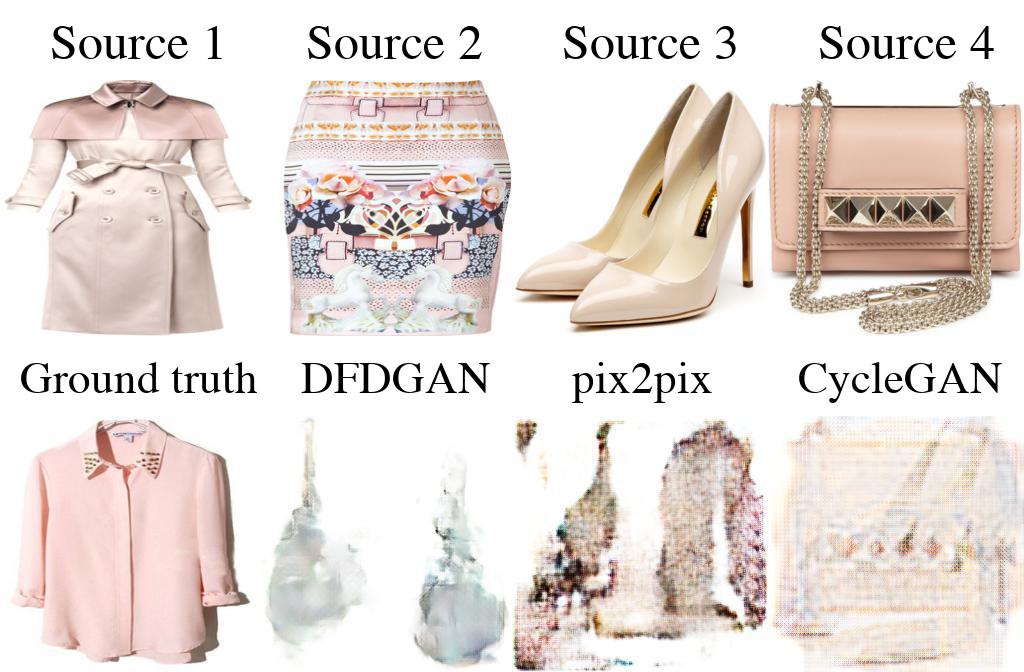 Source 1
Source 2
Source 3
Source 4
Ground truth
DFDGAN
pix2pix
CycleGAN